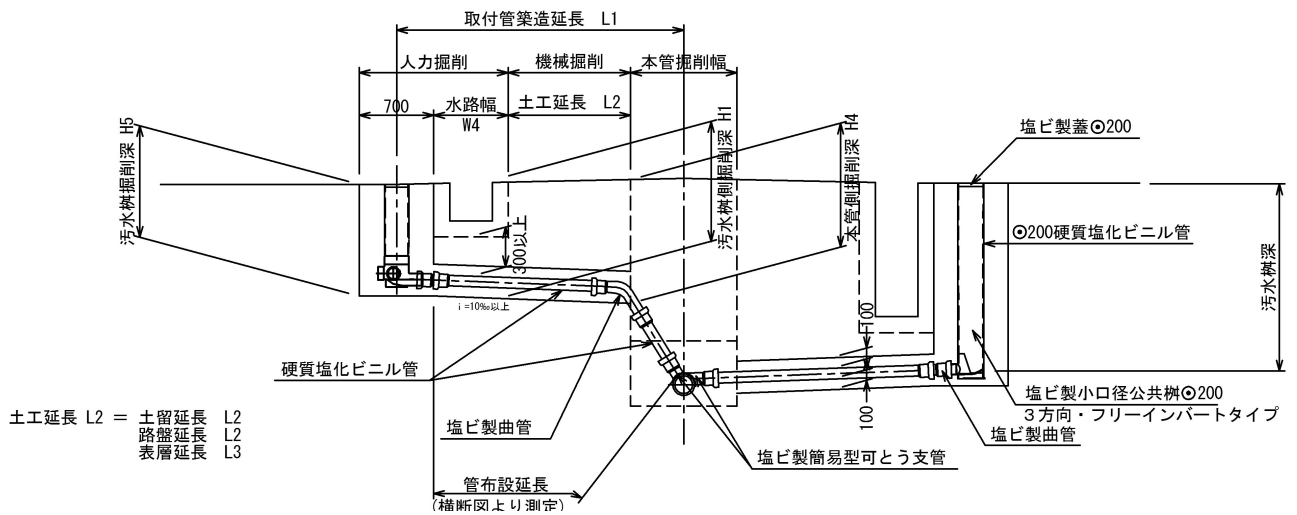 取付管築造延長 L1
人力掘削
機械掘削
本管掘削幅
700
水路幅
W4
土工延長 L2
汚水桝掘削深 H5
汚水桝側掘削深 H1
本管側掘削深 H4
塩ビ製蓋⊙200
⊙200硬質塩化ビニル管
汚水桝深
300以上
i=10‰以上
100
100
硬質塩化ビニル管
塩ビ製曲管
塩ビ製小口径公共桝⊙200
3方向・フリーインバートタイプ
塩ビ製曲管
塩ビ製簡易型可とう支管
土工延長 L2 = 土留延長 L2
路盤延長 L2
表層延長 L3
管布設延長
(横断図より測定)